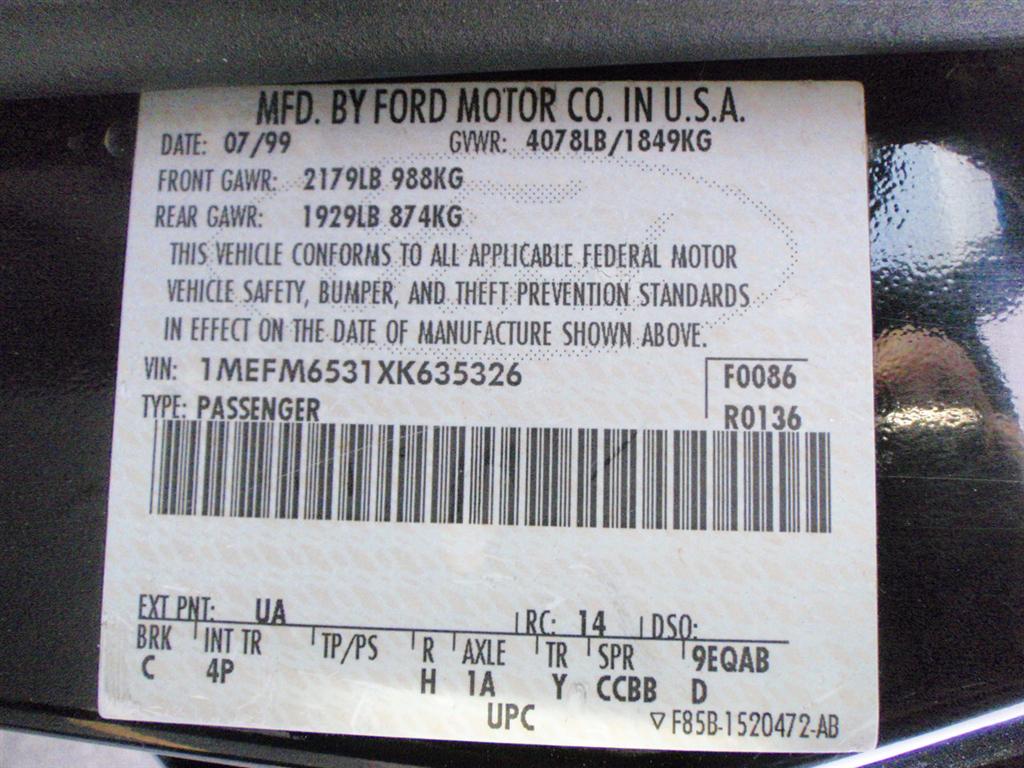 MFD. BY FORD MOTOR CO. IN U.S.A.
DATE: 07/99 GVWR: 4078LB/1849KG
FRONT GAWR: 2179LB 988KG
REAR GAWR: 1929LB 874KG
THIS VEHICLE CONFORMS TO ALL APPLICABLE FEDERAL MOTOR
VEHICLE SAFETY, BUMPER, AND THEFT PREVENTION STANDARDS
IN EFFECT ON THE DATE OF MANUFACTURE SHOWN ABOVE.
VIN: 1MEFM6531XK635326 F0086
TYPE: PASSENGER R0136
EXT PNT: UA RC: 14 DSO:
BRK INT TR TP/PS R AXLE TR SPR 9EQAB
C 4P H 1A Y CCBB D
UPC ▽F85B-1520472-AB